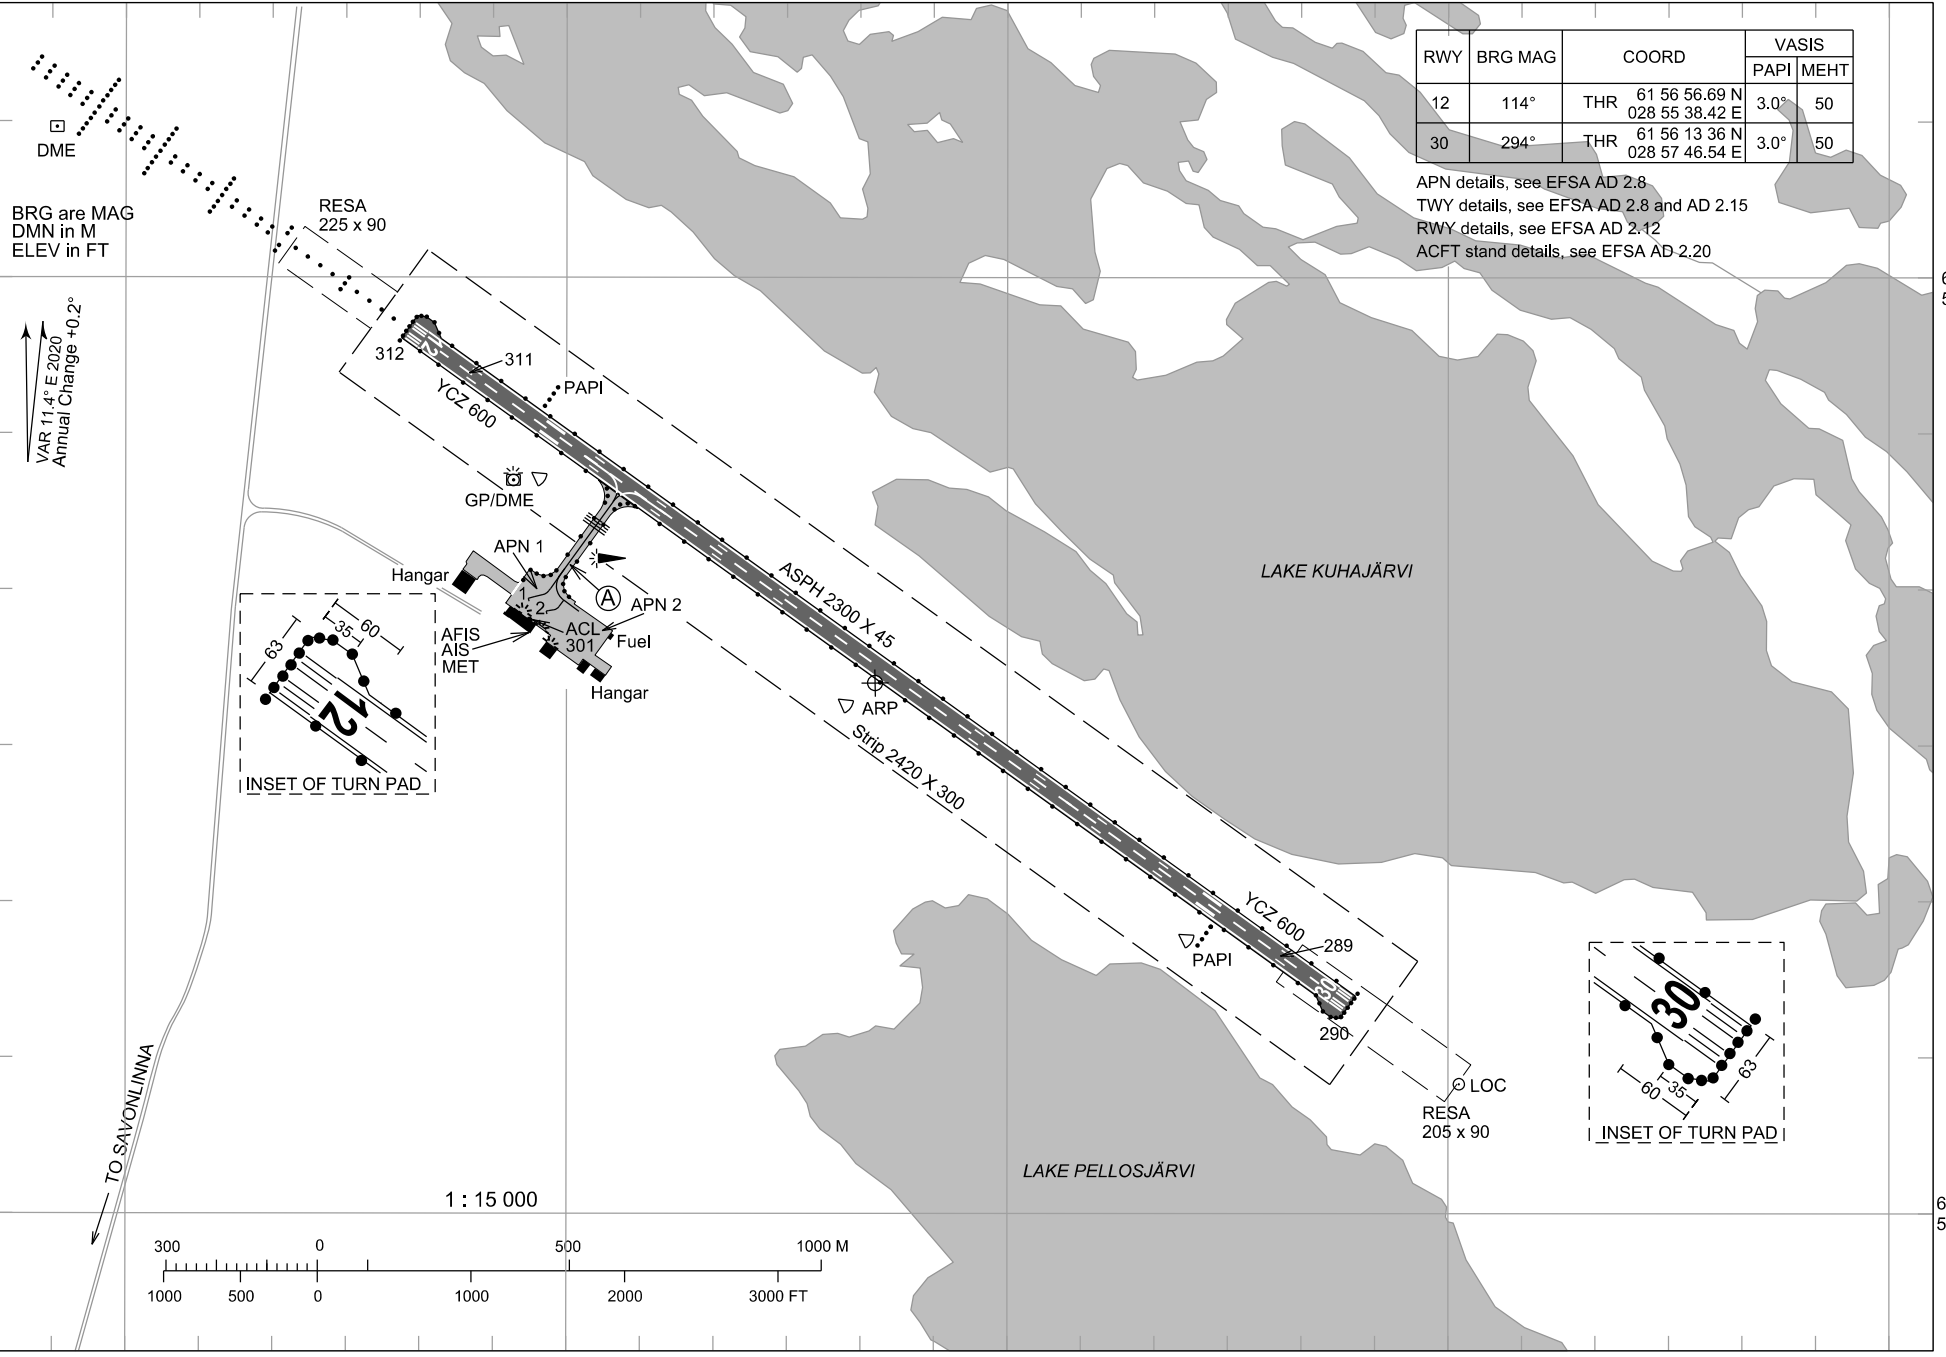 RWY BRG MAG COORD VASIS
PAPI MEHT
12 114° THR 61 56 56.69 N 3.0° 50
028 55 38.42 E
30 294° THR 61 56 13 36 N 3.0° 50
028 57 46.54 E
APN details, see EFSA AD 2.8
TWY details, see EFSA AD 2.8 and AD 2.15
RWY details, see EFSA AD 2.12
ACFT stand details, see EFSA AD 2.20
DME
BRG are MAG
DMN in M
ELEV in FT
RESA
225 x 90
VAR 11.4° E 2020
Annual Change +0.2°
312
12
311
YCZ 600
PAPI
GP/DME
APN 1
Hangar
1
2
A
APN 2
ACL
301
Fuel
AFIS
AIS
MET
Hangar
ASPH 2300 X 45
ARP
Strip 2420 X 300
LAKE KUHAJÄRVI
63
35
60
12
INSET OF TURN PAD
YCZ 600
289
PAPI
30
290
LOC
RESA
205 x 90
30
60
35
63
INSET OF TURN PAD
LAKE PELLOSJÄRVI
TO SAVONLINNA
1 : 15 000
300 0 500 1000 M
1000 500 0 1000 2000 3000 FT
6
5
6
5